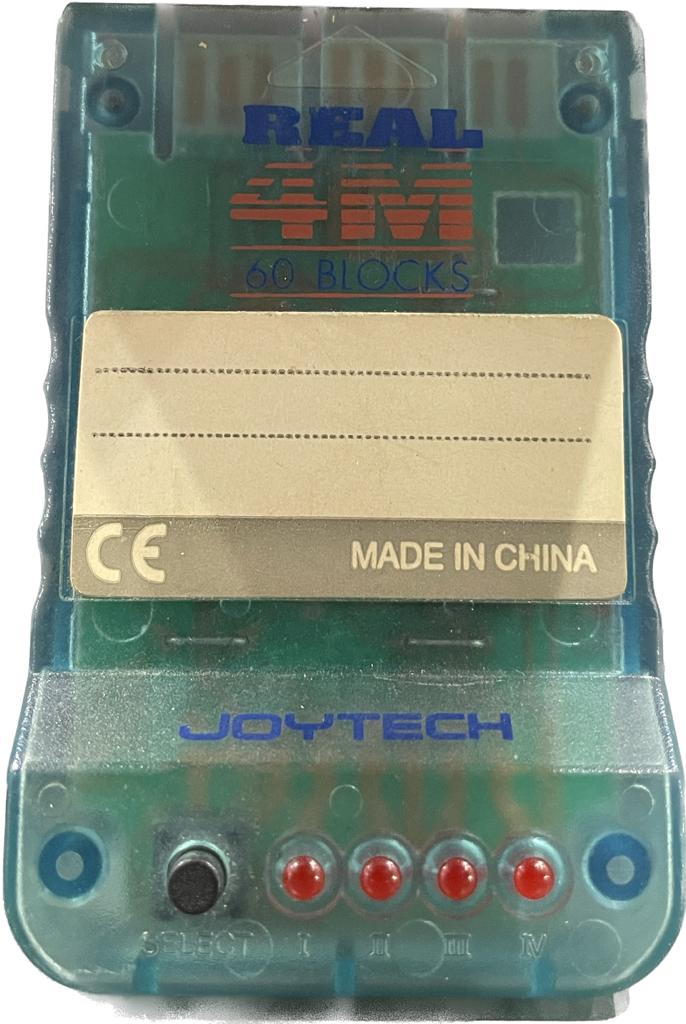 REAL
4M
60 BLOCKS
CE MADE IN CHINA
JOYTECH
SELECT I II III IV